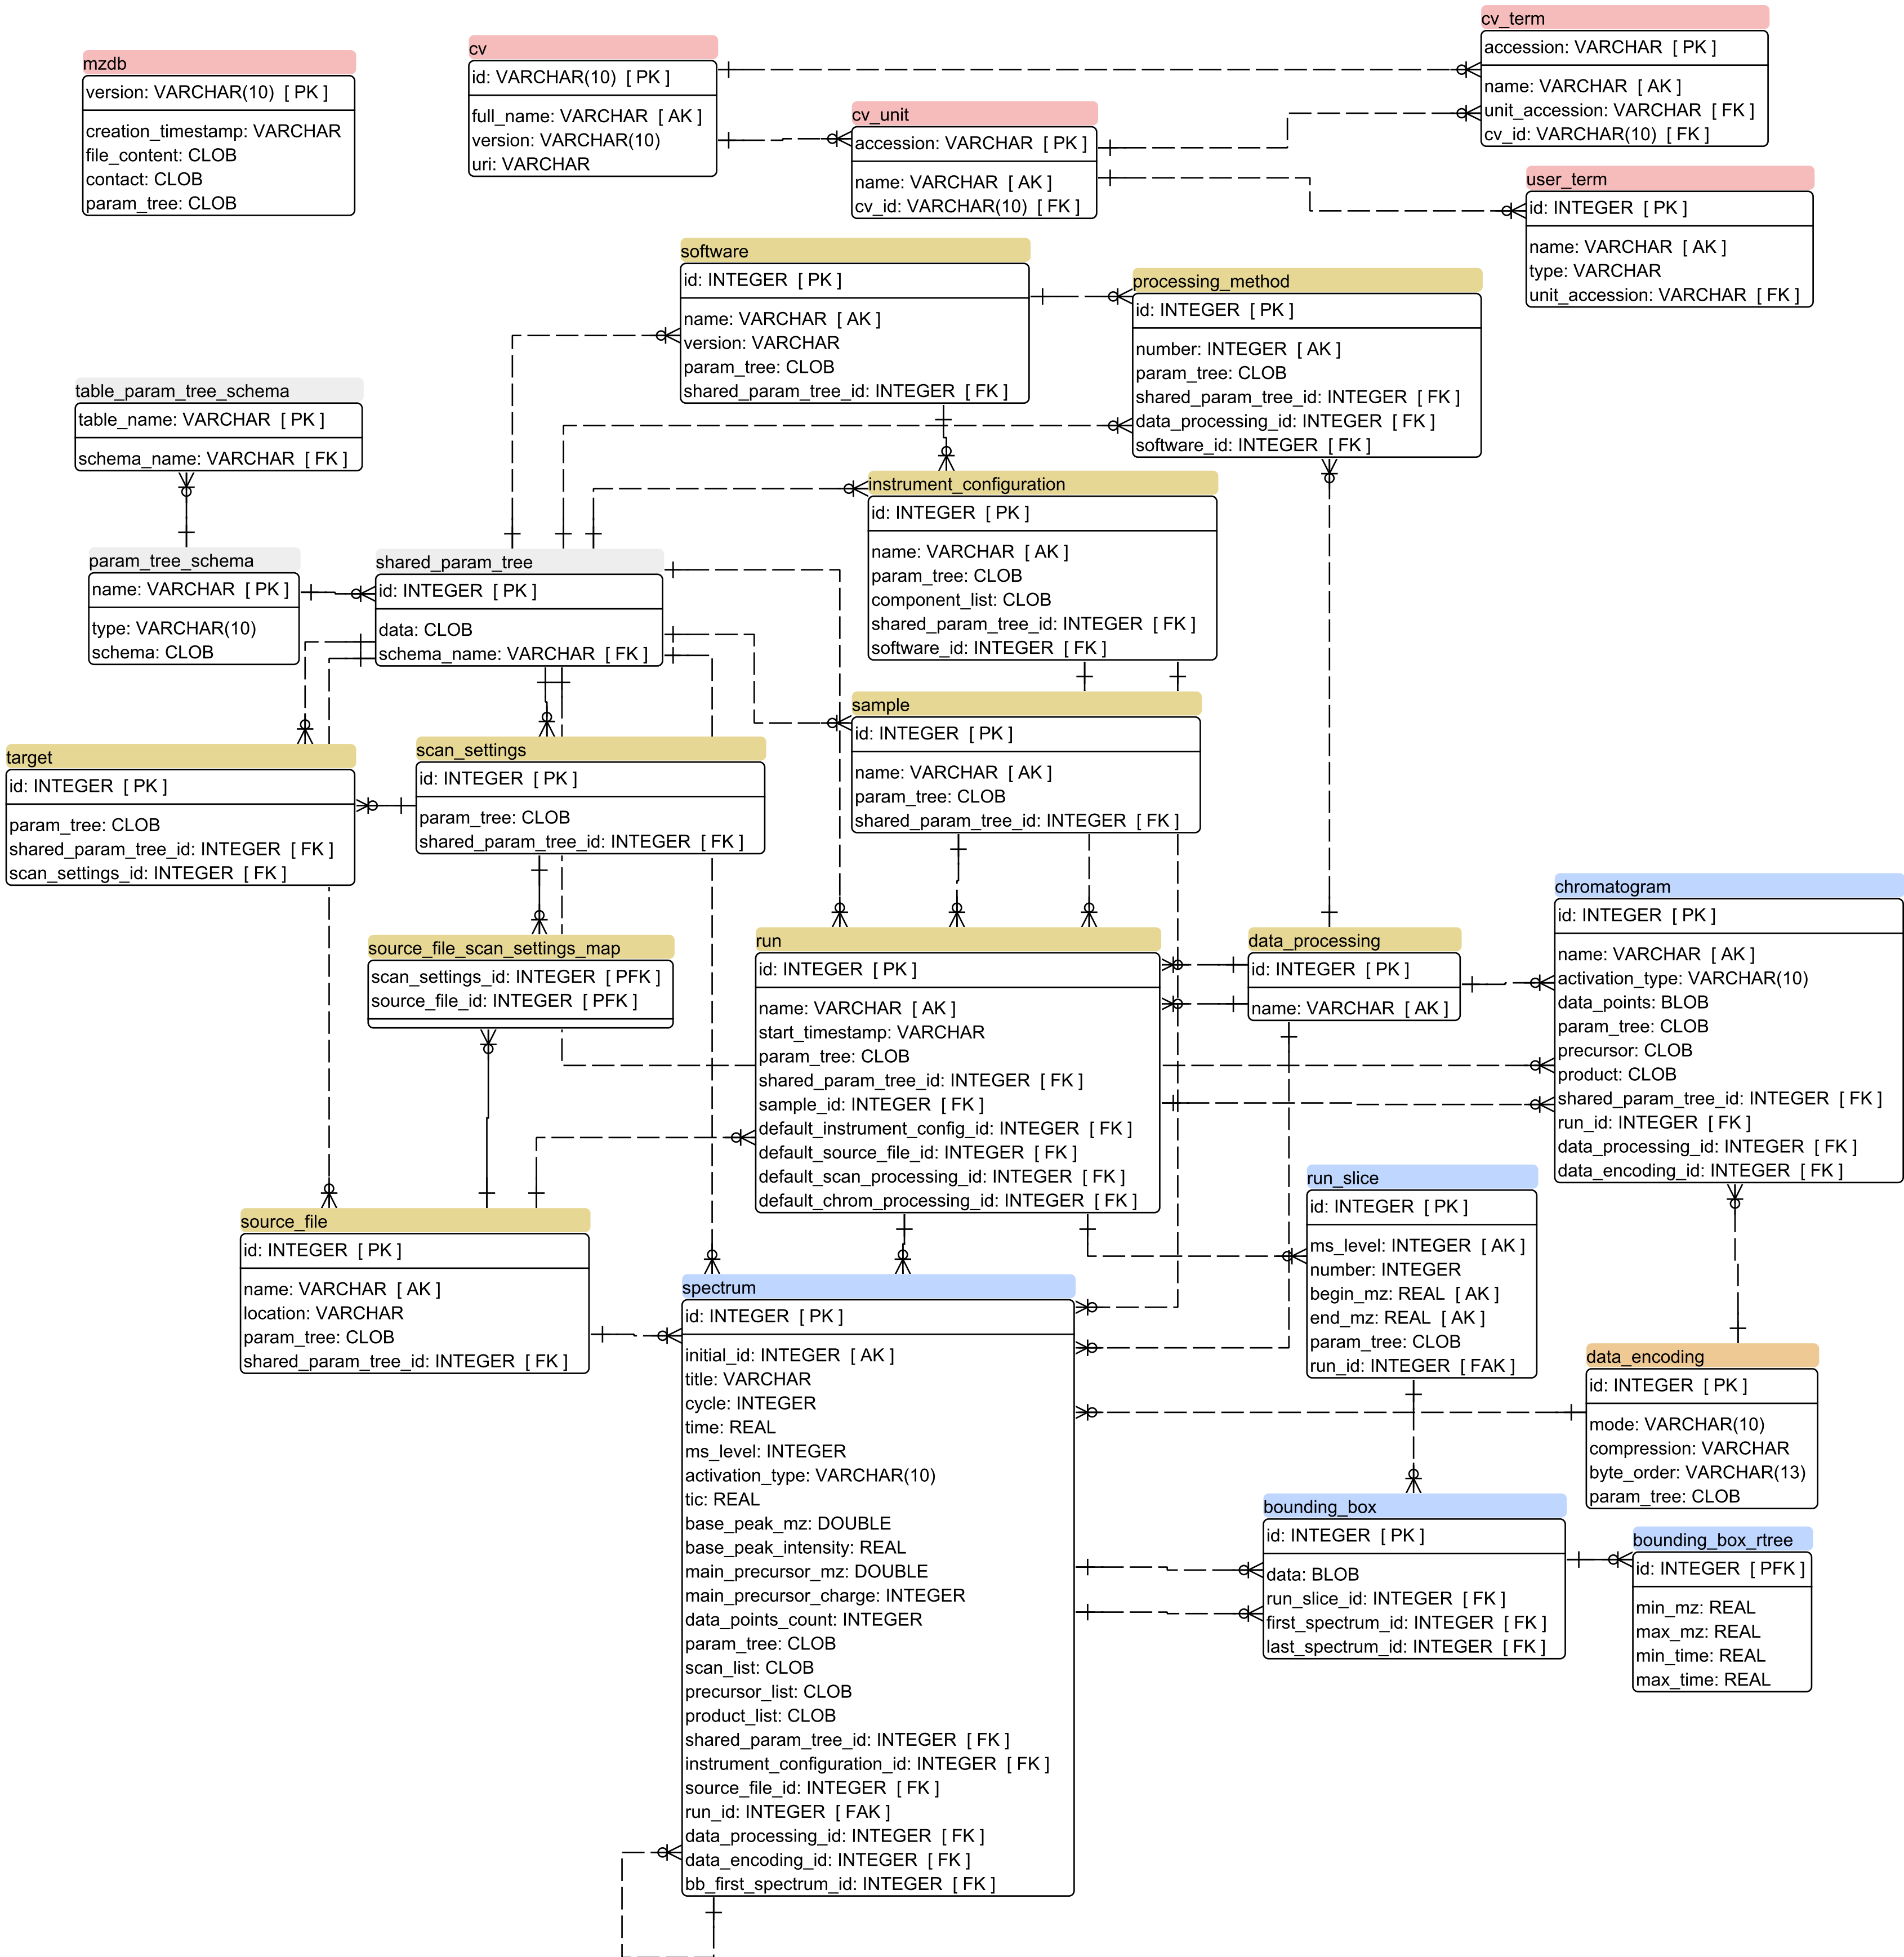 mzdb
version: VARCHAR(10) [ PK ]
creation_timestamp: VARCHAR
file_content: CLOB
contact: CLOB
param_tree: CLOB
cv
id: VARCHAR(10) [ PK ]
full_name: VARCHAR [ AK ]
version: VARCHAR(10)
uri: VARCHAR
cv_unit
accession: VARCHAR [ PK ]
name: VARCHAR [ AK ]
cv_id: VARCHAR(10) [ FK ]
cv_term
accession: VARCHAR [ PK ]
name: VARCHAR [ AK ]
unit_accession: VARCHAR [ FK ]
cv_id: VARCHAR(10) [ FK ]
user_term
id: INTEGER [ PK ]
name: VARCHAR [ AK ]
type: VARCHAR
unit_accession: VARCHAR [ FK ]
software
id: INTEGER [ PK ]
name: VARCHAR [ AK ]
version: VARCHAR
param_tree: CLOB
shared_param_tree_id: INTEGER [ FK ]
processing_method
id: INTEGER [ PK ]
number: INTEGER [ AK ]
param_tree: CLOB
shared_param_tree_id: INTEGER [ FK ]
data_processing_id: INTEGER [ FK ]
software_id: INTEGER [ FK ]
table_param_tree_schema
table_name: VARCHAR [ PK ]
schema_name: VARCHAR [ FK ]
instrument_configuration
id: INTEGER [ PK ]
name: VARCHAR [ AK ]
param_tree: CLOB
component_list: CLOB
shared_param_tree_id: INTEGER [ FK ]
software_id: INTEGER [ FK ]
param_tree_schema
name: VARCHAR [ PK ]
type: VARCHAR(10)
schema: CLOB
shared_param_tree
id: INTEGER [ PK ]
data: CLOB
schema_name: VARCHAR [ FK ]
sample
id: INTEGER [ PK ]
name: VARCHAR [ AK ]
param_tree: CLOB
shared_param_tree_id: INTEGER [ FK ]
target
id: INTEGER [ PK ]
param_tree: CLOB
shared_param_tree_id: INTEGER [ FK ]
scan_settings_id: INTEGER [ FK ]
scan_settings
id: INTEGER [ PK ]
param_tree: CLOB
shared_param_tree_id: INTEGER [ FK ]
source_file_scan_settings_map
scan_settings_id: INTEGER [ PFK ]
source_file_id: INTEGER [ PFK ]
run
id: INTEGER [ PK ]
name: VARCHAR [ AK ]
start_timestamp: VARCHAR
param_tree: CLOB
shared_param_tree_id: INTEGER [ FK ]
sample_id: INTEGER [ FK ]
default_instrument_config_id: INTEGER [ FK ]
default_source_file_id: INTEGER [ FK ]
default_scan_processing_id: INTEGER [ FK ]
default_chrom_processing_id: INTEGER [ FK ]
data_processing
id: INTEGER [ PK ]
name: VARCHAR [ AK ]
chromatogram
id: INTEGER [ PK ]
name: VARCHAR [ AK ]
activation_type: VARCHAR(10)
data_points: BLOB
param_tree: CLOB
precursor: CLOB
product: CLOB
shared_param_tree_id: INTEGER [ FK ]
run_id: INTEGER [ FK ]
data_processing_id: INTEGER [ FK ]
data_encoding_id: INTEGER [ FK ]
run_slice
id: INTEGER [ PK ]
ms_level: INTEGER [ AK ]
number: INTEGER
begin_mz: REAL [ AK ]
end_mz: REAL [ AK ]
param_tree: CLOB
run_id: INTEGER [ FAK ]
source_file
id: INTEGER [ PK ]
name: VARCHAR [ AK ]
location: VARCHAR
param_tree: CLOB
shared_param_tree_id: INTEGER [ FK ]
spectrum
id: INTEGER [ PK ]
initial_id: INTEGER [ AK ]
title: VARCHAR
cycle: INTEGER
time: REAL
ms_level: INTEGER
activation_type: VARCHAR(10)
tic: REAL
base_peak_mz: DOUBLE
base_peak_intensity: REAL
main_precursor_mz: DOUBLE
main_precursor_charge: INTEGER
data_points_count: INTEGER
param_tree: CLOB
scan_list: CLOB
precursor_list: CLOB
product_list: CLOB
shared_param_tree_id: INTEGER [ FK ]
instrument_configuration_id: INTEGER [ FK ]
source_file_id: INTEGER [ FK ]
run_id: INTEGER [ FAK ]
data_processing_id: INTEGER [ FK ]
data_encoding_id: INTEGER [ FK ]
bb_first_spectrum_id: INTEGER [ FK ]
data_encoding
id: INTEGER [ PK ]
mode: VARCHAR(10)
compression: VARCHAR
byte_order: VARCHAR(13)
param_tree: CLOB
bounding_box
id: INTEGER [ PK ]
data: BLOB
run_slice_id: INTEGER [ FK ]
first_spectrum_id: INTEGER [ FK ]
last_spectrum_id: INTEGER [ FK ]
bounding_box_rtree
id: INTEGER [ PFK ]
min_mz: REAL
max_mz: REAL
min_time: REAL
max_time: REAL